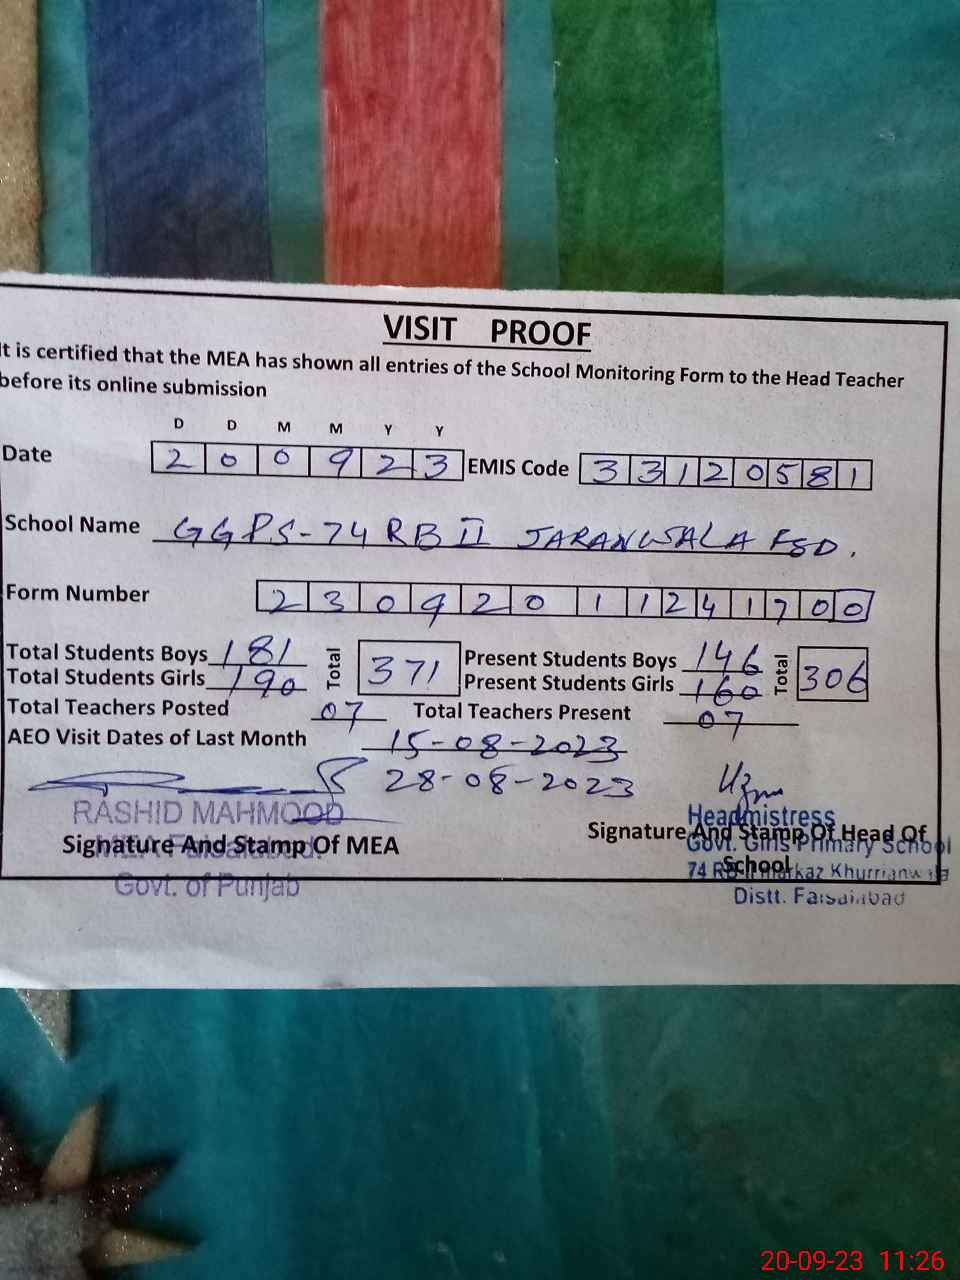 VISIT PROOF
It is certified that the MEA has shown all entries of the School Monitoring Form to the Head Teacher
before its online submission
D D M M Y Y
Date 2 0 0 9 2 3 EMIS Code 3 3 1 2 0 5 8 1
School Name GGPS-74 RB II JARANWALA FSD.
Form Number 2 3 0 9 2 0 1 1 2 4 1 7 0 0
Total Students Boys 181 Total 371 Present Students Boys 146 Total 306
Total Students Girls 190 Present Students Girls 160
Total Teachers Posted 07 Total Teachers Present 07
AEO Visit Dates of Last Month 15-08-2023
28-08-2023
RASHID MAHMOOD
MEA Faisalabad.
Signature And Stamp Of MEA
Govt. of Punjab
Headmistress
Signature And Stamp Of Head Of
School
Govt. Girls Primary School
74 RB Markaz Khurrianwala
Distt. Faisalabad
20-09-23 11:26